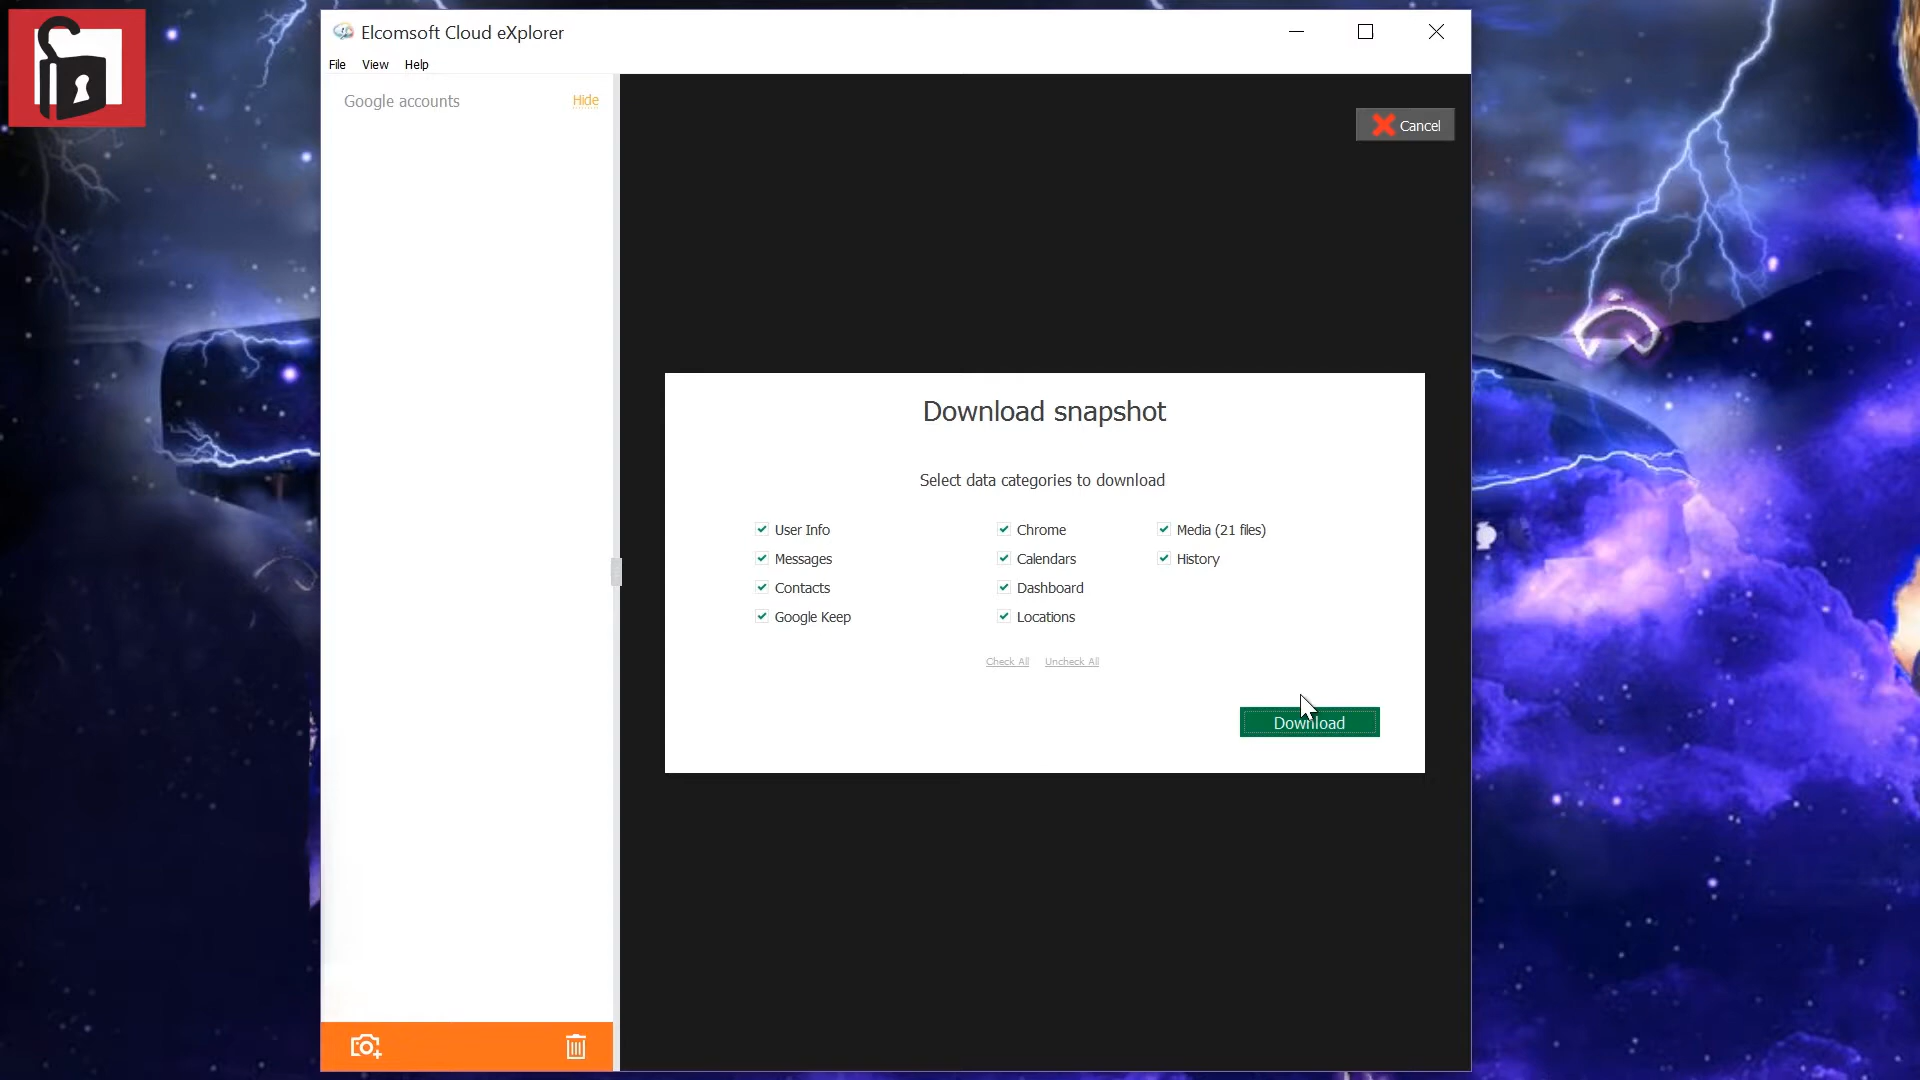 Elcomsoft Cloud eXplorer
File View Help
Google accounts Hide
Cancel
Download snapshot
Select data categories to download
User Info Chrome Media (21 files)
Messages Calendars History
Contacts Dashboard
Google Keep Locations
Check All Uncheck All
Download